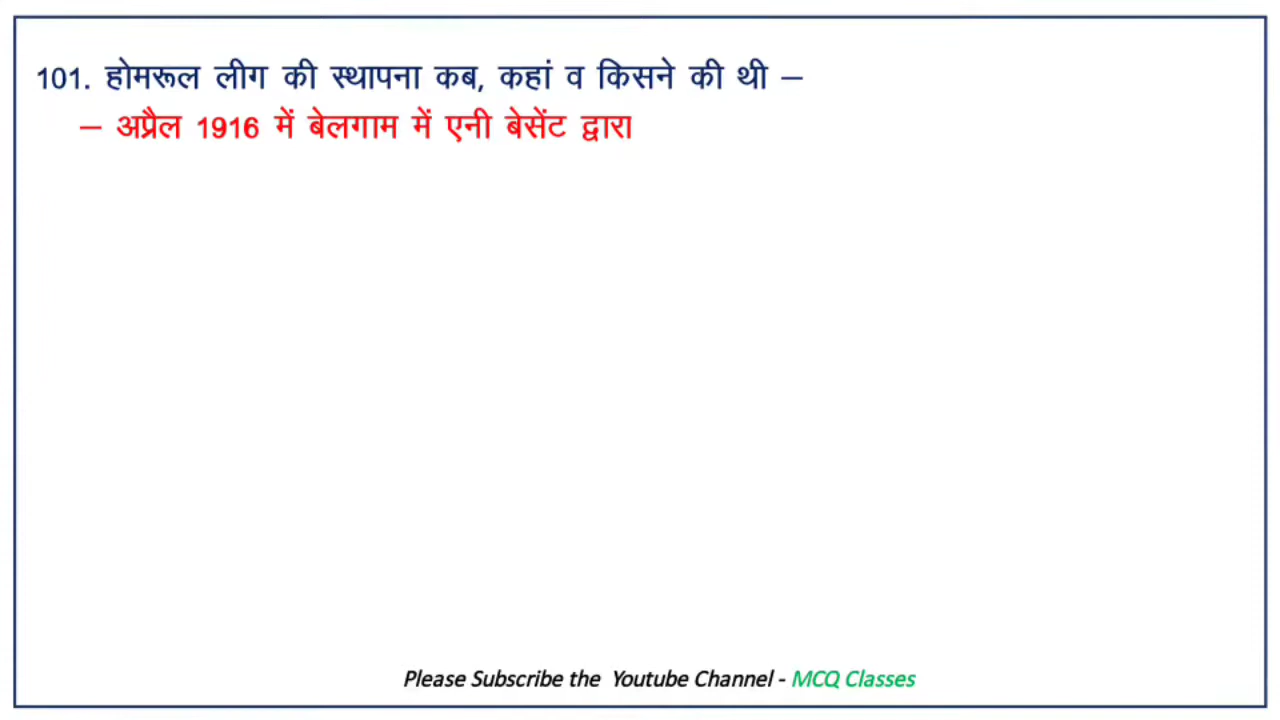 101. होमरूल लीग की स्थापना कब, कहां व किसने की थी –
– अप्रैल 1916 में बेलगाम में एनी बेसेंट द्वारा
Please Subscribe the Youtube Channel - MCQ Classes